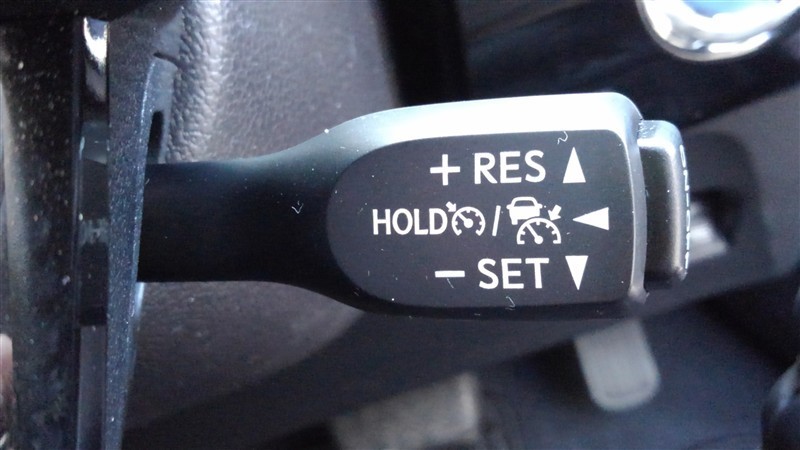 + RES ▲
HOLD / ◀
− SET ▼